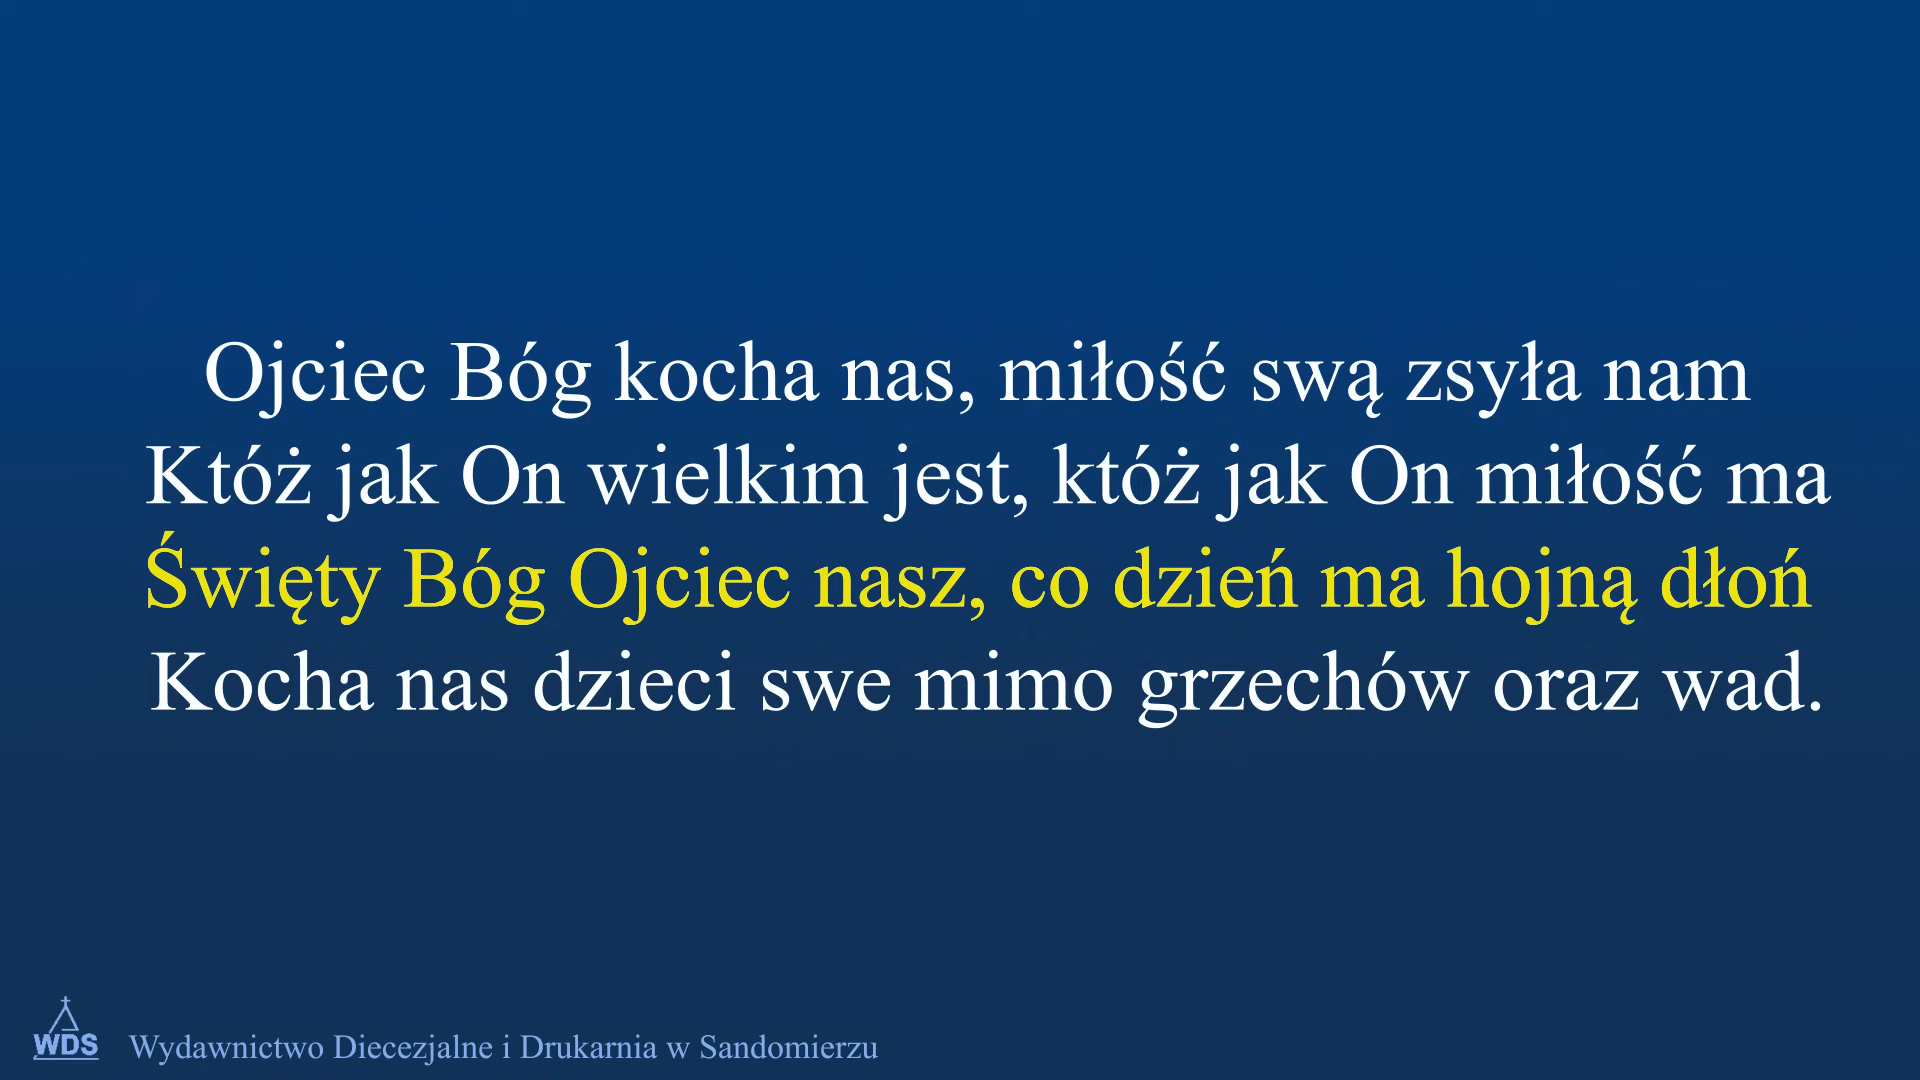 Ojciec Bóg kocha nas, miłość swą zsyła nam
Któż jak On wielkim jest, któż jak On miłość ma
Święty Bóg Ojciec nasz, co dzień ma hojną dłoń
Kocha nas dzieci swe mimo grzechów oraz wad.
WDS
Wydawnictwo Diecezjalne i Drukarnia w Sandomierzu